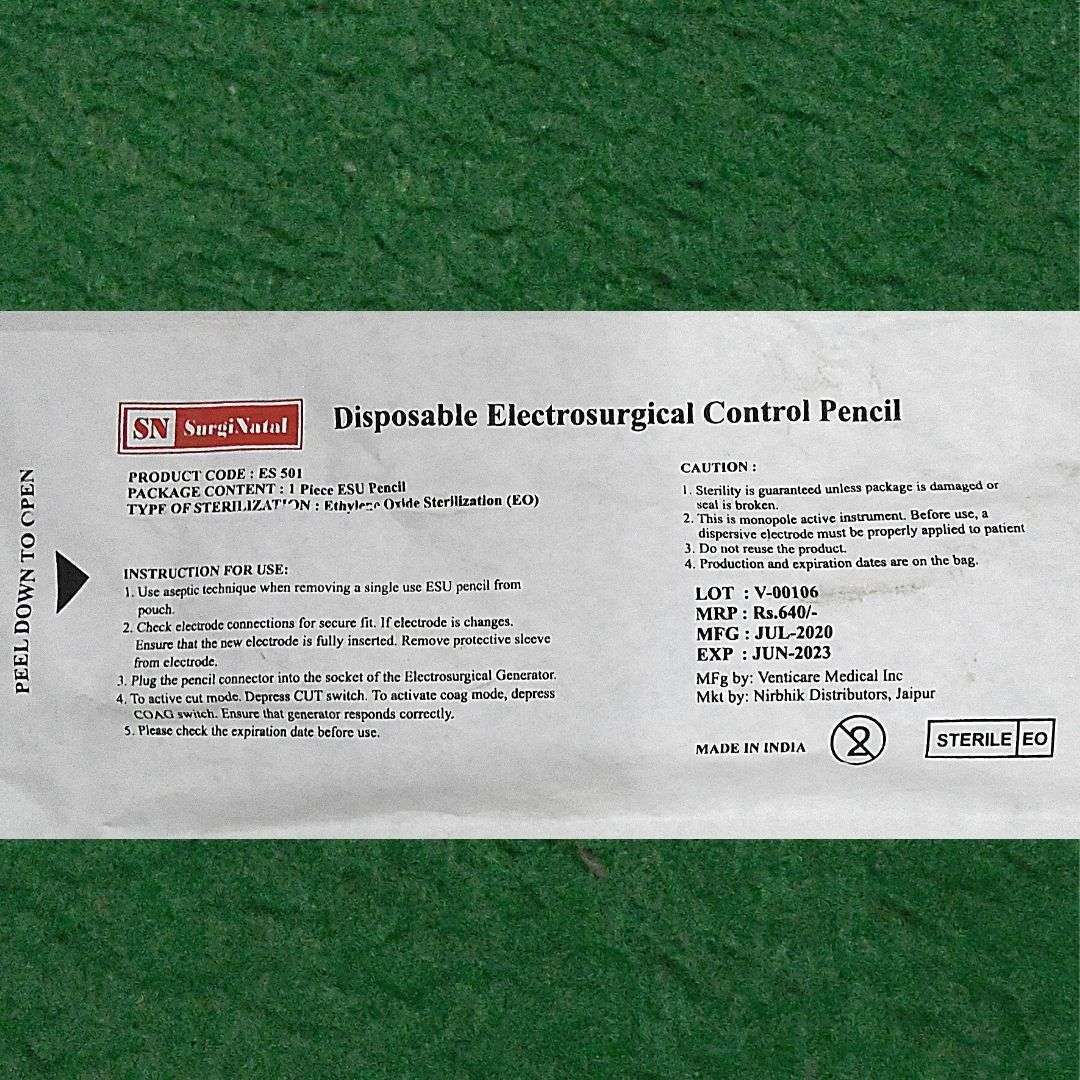 PEEL DOWN TO OPEN
SN SurgiNatal
Disposable Electrosurgical Control Pencil
PRODUCT CODE : ES 501
PACKAGE CONTENT : 1 Piece ESU Pencil
TYPE OF STERILIZATION : Ethylene Oxide Sterilization (EO)
INSTRUCTION FOR USE:
1. Use aseptic technique when removing a single use ESU pencil from
pouch.
2. Check electrode connections for secure fit. If electrode is changes.
Ensure that the new electrode is fully inserted. Remove protective sleeve
from electrode.
3. Plug the pencil connector into the socket of the Electrosurgical Generator.
4. To active cut mode. Depress CUT switch. To activate coag mode, depress
COAG switch. Ensure that generator responds correctly.
5. Please check the expiration date before use.
CAUTION :
1. Sterility is guaranteed unless package is damaged or
seal is broken.
2. This is monopole active instrument. Before use, a
dispersive electrode must be properly applied to patient
3. Do not reuse the product.
4. Production and expiration dates are on the bag.
LOT : V-00106
MRP : Rs.640/-
MFG : JUL-2020
EXP : JUN-2023
MFg by: Venticare Medical Inc
Mkt by: Nirbhik Distributors, Jaipur
MADE IN INDIA
2
STERILE EO